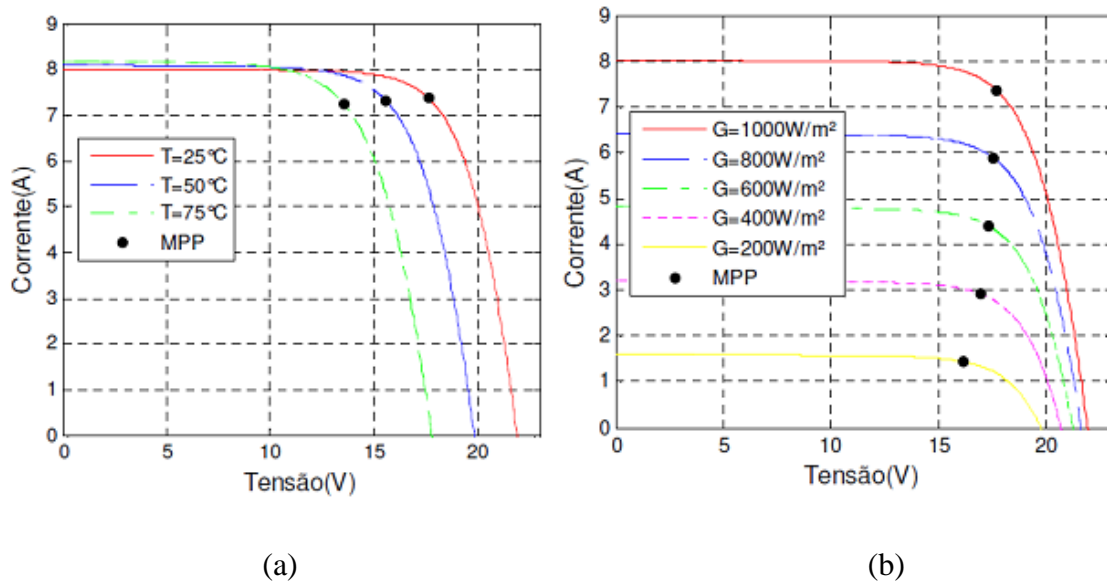 9
8
7
6
5
4
3
2
1
0
Corrente(A)
T=25°C
T=50°C
T=75°C
MPP
0 5 10 15 20
Tensão(V)
(a)
9
8
7
6
5
4
3
2
1
0
Corrente(A)
G=1000W/m²
G=800W/m²
G=600W/m²
G=400W/m²
G=200W/m²
MPP
0 5 10 15 20
Tensão(V)
(b)